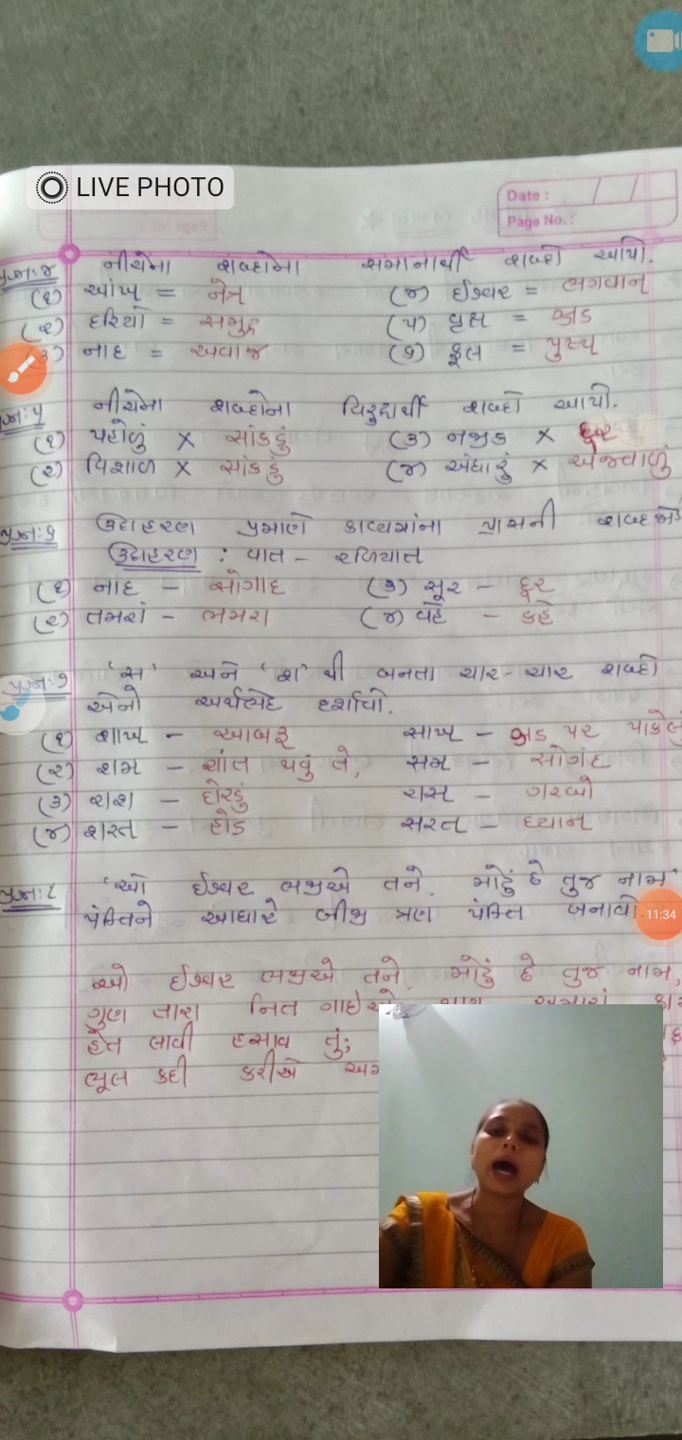 LIVE PHOTO
Date :
Page No. :
પ્રશ્ન:૪ નીચેના શબ્દોના સમાનાર્થી શબ્દો આપો.
(૧) આંખ = નેત્ર (૪) ઈશ્વર = ભગવાન
(૨) દરિયો = સમુદ્ર (૫) વૃક્ષ = ઝાડ
(૩) નાદ = અવાજ (૬) ફૂલ = પુષ્પ
પ્રશ્ન:૫ નીચેના શબ્દોના વિરુદ્ધાર્થી શબ્દો આપો.
(૧) પહોળું × સાંકડું (૩) નજીક × દૂર
(૨) વિશાળ × સાંકડું (૪) અંધારું × અજવાળું
પ્રશ્ન:૬ ઉદાહરણ પ્રમાણે કાવ્યમાંના પ્રાસની શબ્દ
ઉદાહરણ : વાત - રળિયાત
(૧) નાદ - સોગાદ (૩) સૂર - દૂર
(૨) તમરાં - ભમરા (૪) વહે - કહે
પ્રશ્ન:૭ 'સ' અને 'શ' થી બનતા ચાર-ચાર શબ્દો
એનો અર્થભેદ દર્શાવો.
(૧) શાખ - આબરૂ સાખ - ઝાડ પર પાકેલું
(૨) શમ - શાંત થવું તે, સમ - સોગંદ
(૩) રાશ - દોરડું રાસ - ગરબો
(૪) શરત - હોડ સરત - ધ્યાન
પ્રશ્ન:૮ 'ઓ ઈશ્વર ભજીએ તને, મોટું છે તુજ નામ'
પંક્તિને આધારે બીજી ત્રણ પંક્તિ બનાવો.
11:34
ઓ ઈશ્વર ભજીએ તને, મોટું છે તુજ નામ,
ગુણ તારા નિત ગાઈએ
હેત લાવી હસાવ તું;
ભૂલ કદી કરીએ